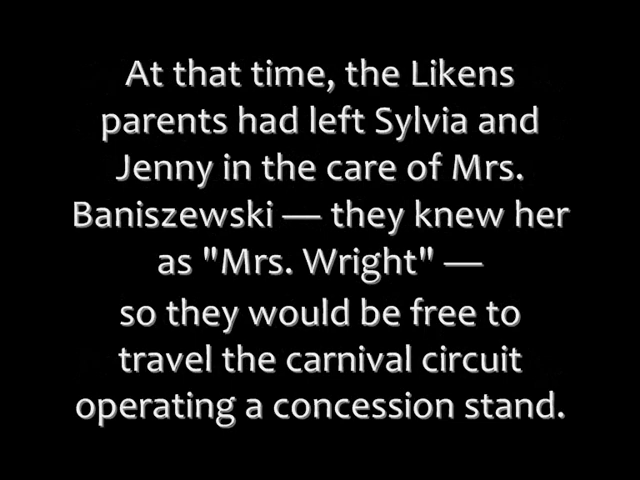 At that time, the Likens
parents had left Sylvia and
Jenny in the care of Mrs.
Baniszewski — they knew her
as "Mrs. Wright" —
so they would be free to
travel the carnival circuit
operating a concession stand.